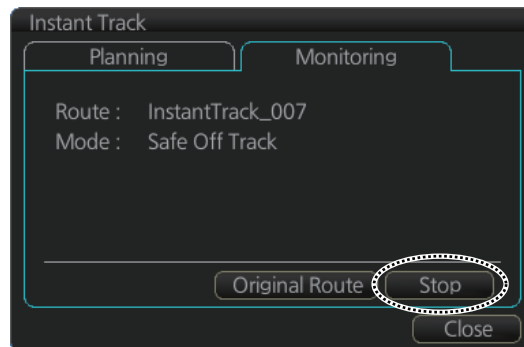 Instant Track
Planning
Monitoring
Route : InstantTrack_007
Mode : Safe Off Track
Original Route
Stop
Close